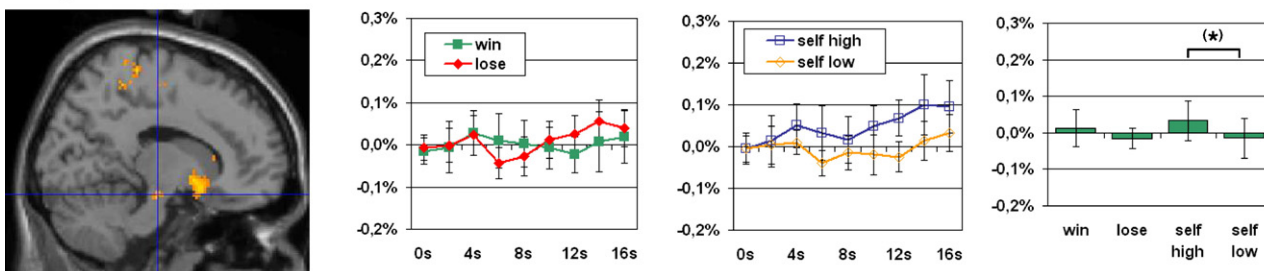 0,3%
0,2%
0,1%
0,0%
-0,1%
-0,2%
win
lose
0s 4s 8s 12s 16s
0,3%
0,2%
0,1%
0,0%
-0,1%
-0,2%
self high
self low
0s 4s 8s 12s 16s
0,3%
0,2%
0,1%
0,0%
-0,1%
-0,2%
(*)
win lose self high self low